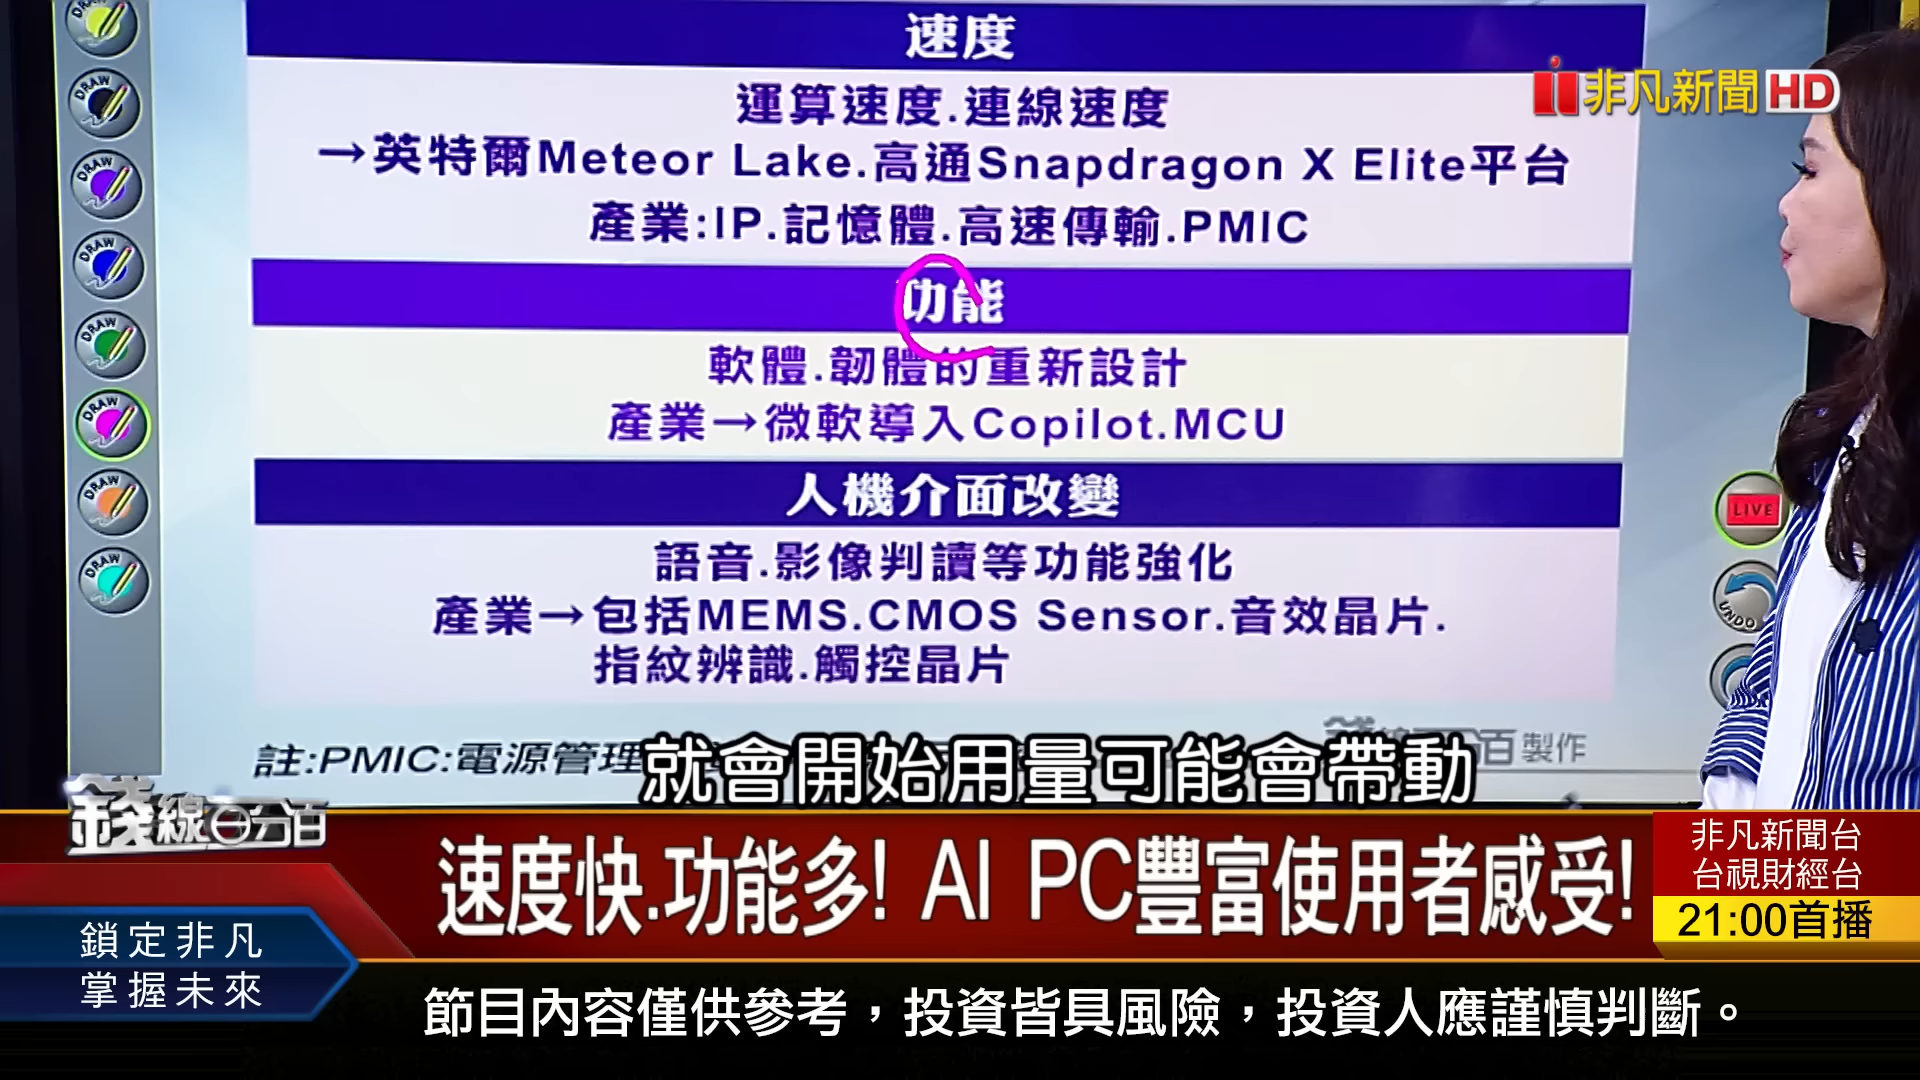 速度
非凡新聞HD
運算速度.連線速度
→英特爾Meteor Lake.高通Snapdragon X Elite平台
產業:IP.記憶體.高速傳輸.PMIC
功能
軟體.韌體的重新設計
產業→微軟導入Copilot.MCU
人機介面改變
語音.影像判讀等功能強化
產業→包括MEMS.CMOS Sensor.音效晶片.
指紋辨識.觸控晶片
註:PMIC:電源管理
製作
DRAW
DRAW
DRAW
DRAW
DRAW
DRAW
DRAW
DRAW
LIVE
UNDO
就會開始用量可能會帶動
錢線百分百
速度快.功能多! AI PC豐富使用者感受!
非凡新聞台
台視財經台
21:00首播
鎖定非凡
掌握未來
節目內容僅供參考，投資皆具風險，投資人應謹慎判斷。